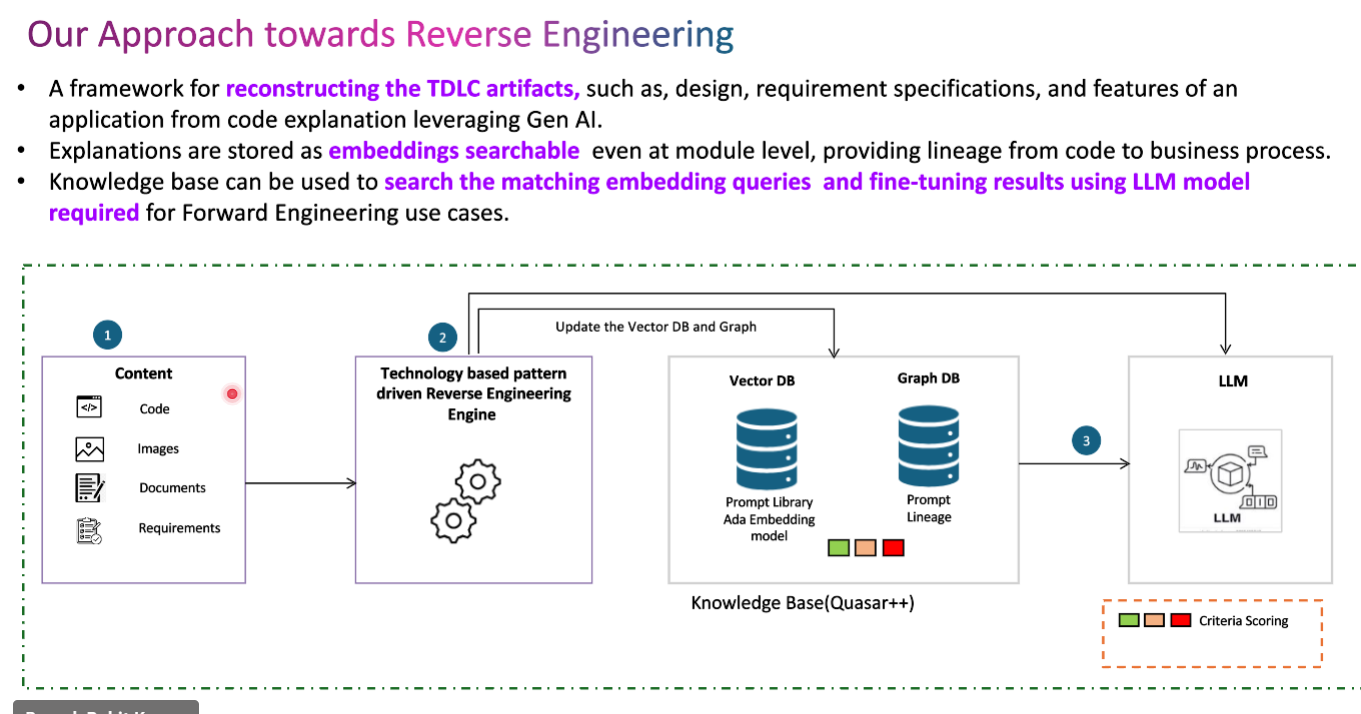 Our Approach towards Reverse Engineering
• A framework for reconstructing the TDLC artifacts, such as, design, requirement specifications, and features of an
application from code explanation leveraging Gen AI.
• Explanations are stored as embeddings searchable even at module level, providing lineage from code to business process.
• Knowledge base can be used to search the matching embedding queries and fine-tuning results using LLM model
required for Forward Engineering use cases.
1
2
Update the Vector DB and Graph
Content
Code
Images
Documents
Requirements
Technology based pattern
driven Reverse Engineering
Engine
Vector DB
Graph DB
Prompt Library
Ada Embedding
model
Prompt
Lineage
Knowledge Base(Quasar++)
3
LLM
LLM
Criteria Scoring